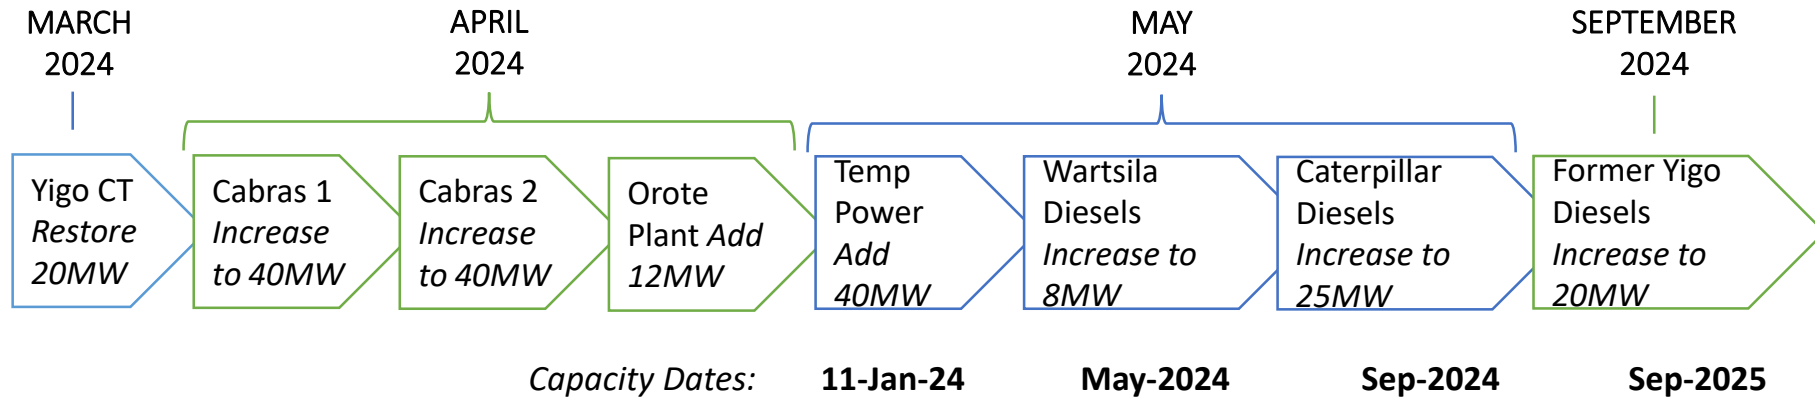 MARCH
2024
APRIL
2024
MAY
2024
SEPTEMBER
2024
Yigo CT
Restore
20MW
Cabras 1
Increase
to 40MW
Cabras 2
Increase
to 40MW
Orote
Plant Add
12MW
Temp
Power
Add
40MW
Wartsila
Diesels
Increase to
8MW
Caterpillar
Diesels
Increase to
25MW
Former Yigo
Diesels
Increase to
20MW
Capacity Dates: 11-Jan-24 May-2024 Sep-2024 Sep-2025